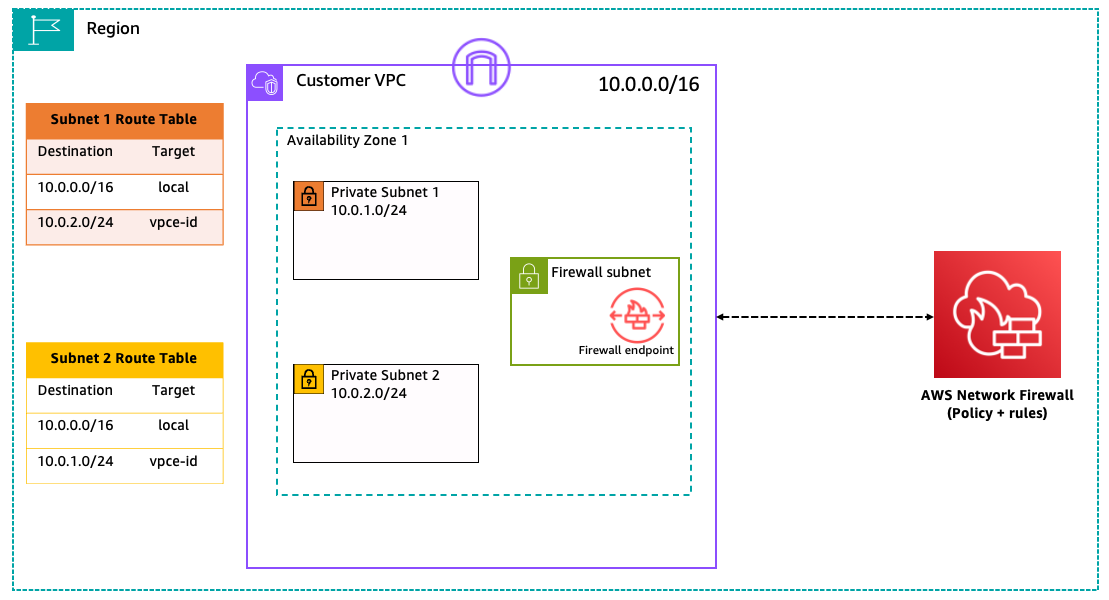 Region
Customer VPC
10.0.0.0/16
Availability Zone 1
Subnet 1 Route Table
Destination Target
10.0.0.0/16 local
10.0.2.0/24 vpce-id
Private Subnet 1
10.0.1.0/24
Firewall subnet
Firewall endpoint
Subnet 2 Route Table
Destination Target
10.0.0.0/16 local
10.0.1.0/24 vpce-id
Private Subnet 2
10.0.2.0/24
AWS Network Firewall
(Policy + rules)